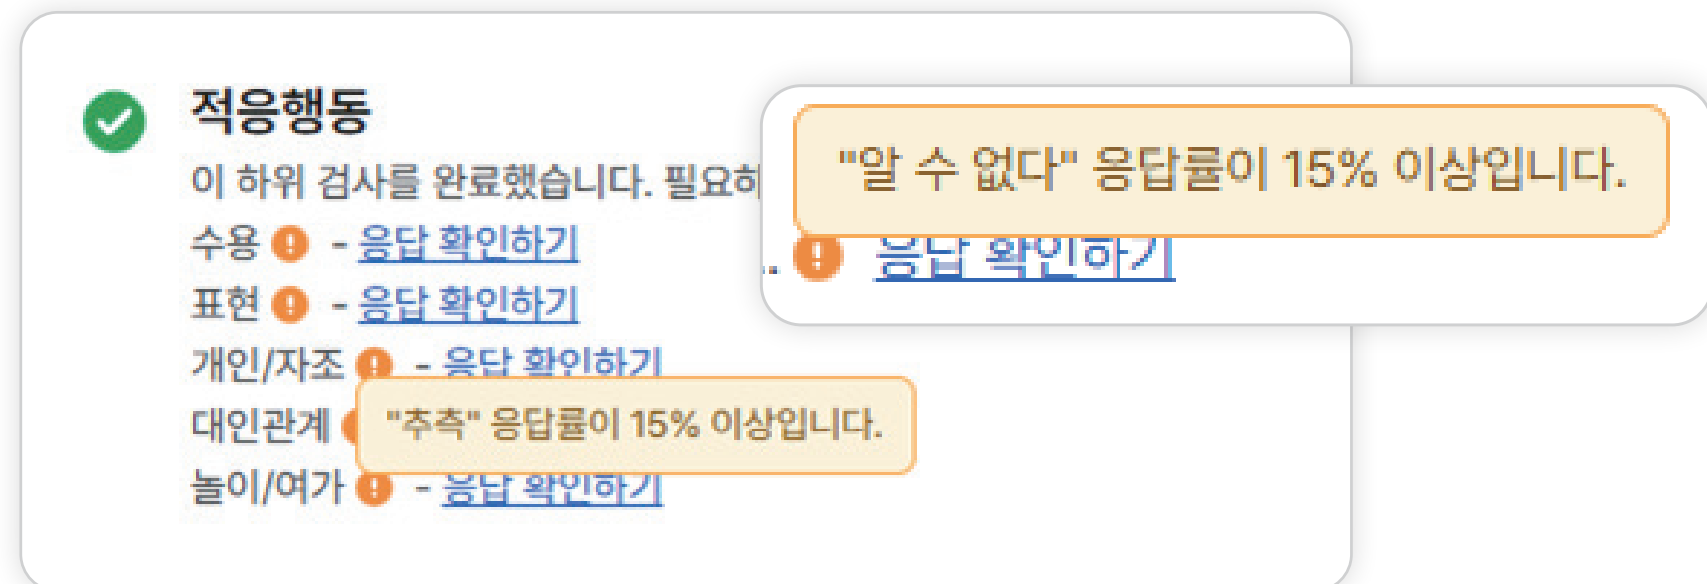 적응행동
이 하위 검사를 완료했습니다. 필요하
수용 ! - 응답 확인하기
표현 ! - 응답 확인하기
개인/자조 ! - 응답 확인하기
대인관계
"추측" 응답률이 15% 이상입니다.
놀이/여가 ! - 응답 확인하기
"알 수 없다" 응답률이 15% 이상입니다.
.. ! 응답 확인하기